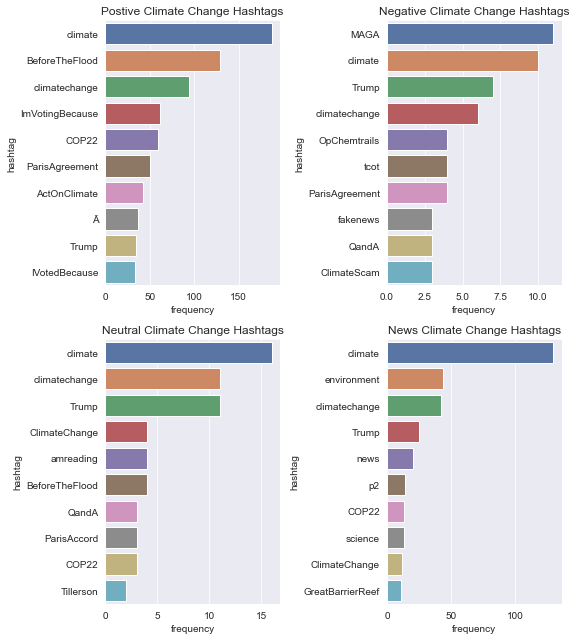 Postive Climate Change Hashtags
climate
BeforeTheFlood
climatechange
ImVotingBecause
COP22
ParisAgreement
ActOnClimate
Ã
Trump
IVotedBecause
hashtag
0 50 100 150
frequency
Negative Climate Change Hashtags
MAGA
climate
Trump
climatechange
OpChemtrails
tcot
ParisAgreement
fakenews
QandA
ClimateScam
hashtag
0.0 2.5 5.0 7.5 10.0
frequency
Neutral Climate Change Hashtags
climate
climatechange
Trump
ClimateChange
amreading
BeforeTheFlood
QandA
ParisAccord
COP22
Tillerson
hashtag
0 5 10 15
frequency
News Climate Change Hashtags
climate
environment
climatechange
Trump
news
p2
COP22
science
ClimateChange
GreatBarrierReef
hashtag
0 50 100
frequency